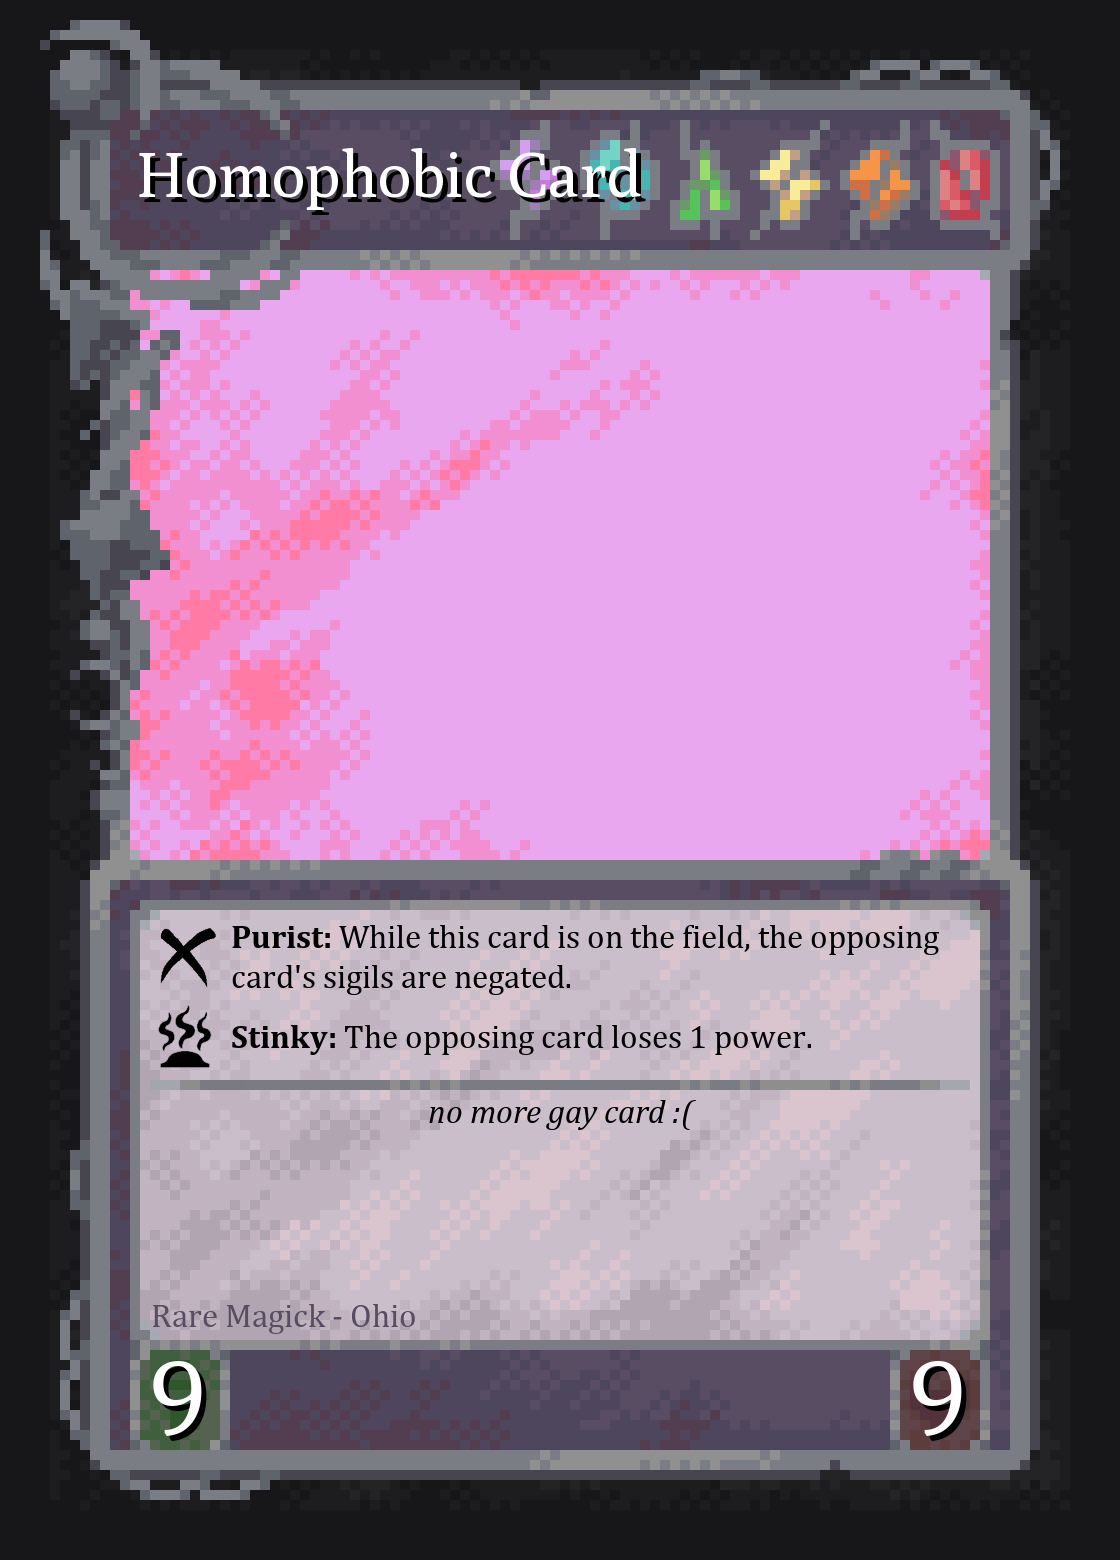 Homophobic Card
Purist: While this card is on the field, the opposing
card's sigils are negated.
Stinky: The opposing card loses 1 power.
no more gay card :(
Rare Magick - Ohio
9
9